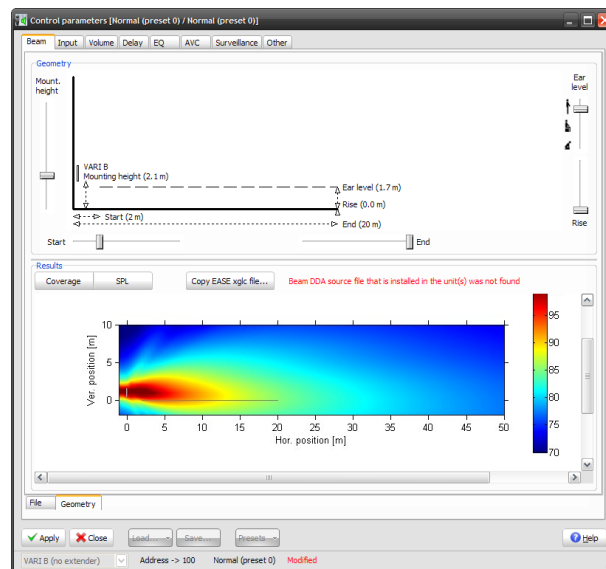 Control parameters [Normal (preset 0) / Normal (preset 0)]
Beam Input Volume Delay EQ AVC Surveillance Other
Geometry
Mount. height
Ear level
VARI B
Mounting height (2.1 m)
Ear level (1.7 m)
Rise (0.0 m)
Start (2 m)
End (20 m)
Rise
Start
End
Results
Coverage SPL Copy EASE xglc file... Beam DDA source file that is installed in the unit(s) was not found
10
5
0
Ver. position [m]
0 5 10 15 20 25 30 35 40 45 50
Hor. position [m]
95
90
85
80
75
70
File Geometry
Apply Close Load... Save... Presets Help
VARI B (no extender) Address -> 100 Normal (preset 0) Modified